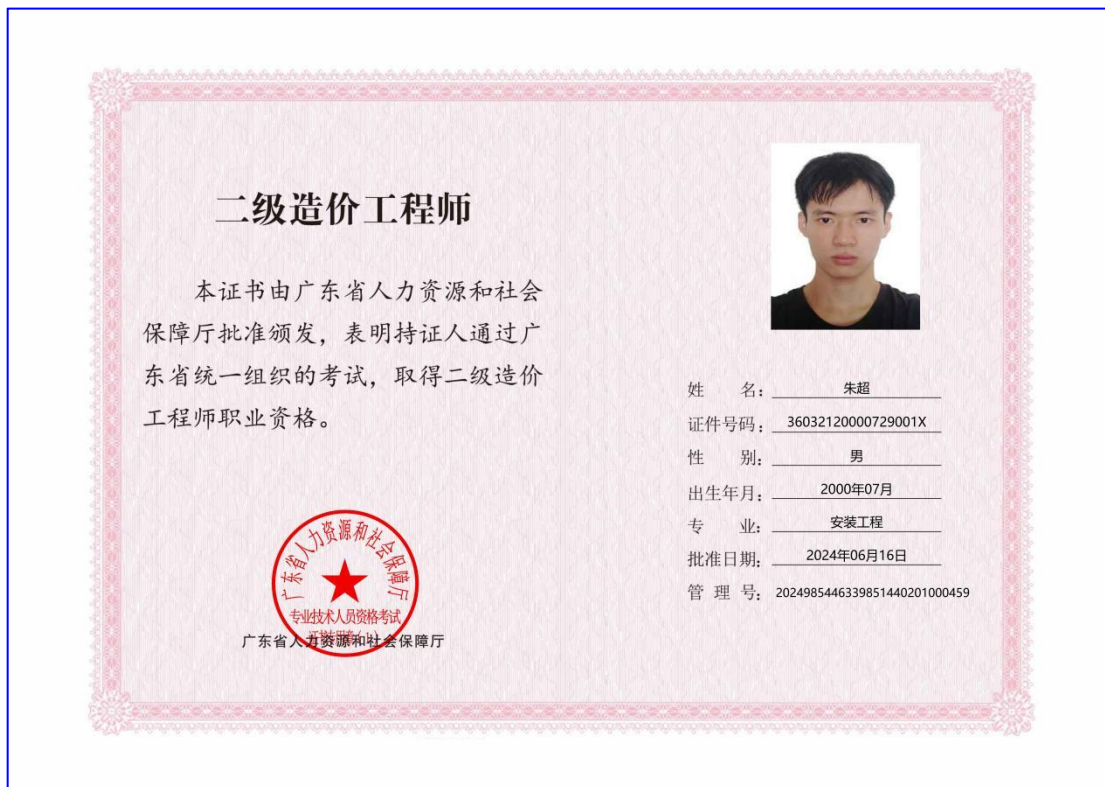 二级造价工程师
本证书由广东省人力资源和社会
保障厅批准颁发，表明持证人通过广
东省统一组织的考试，取得二级造价
工程师职业资格。
广东省人力资源和社会保障厅
专业技术人员资格考试
广东省人力资源和社会保障厅
姓 名：朱超
证件号码：36032120000729001X
性 别：男
出生年月：2000年07月
专 业：安装工程
批准日期：2024年06月16日
管 理 号：20249854463398514402010​00459